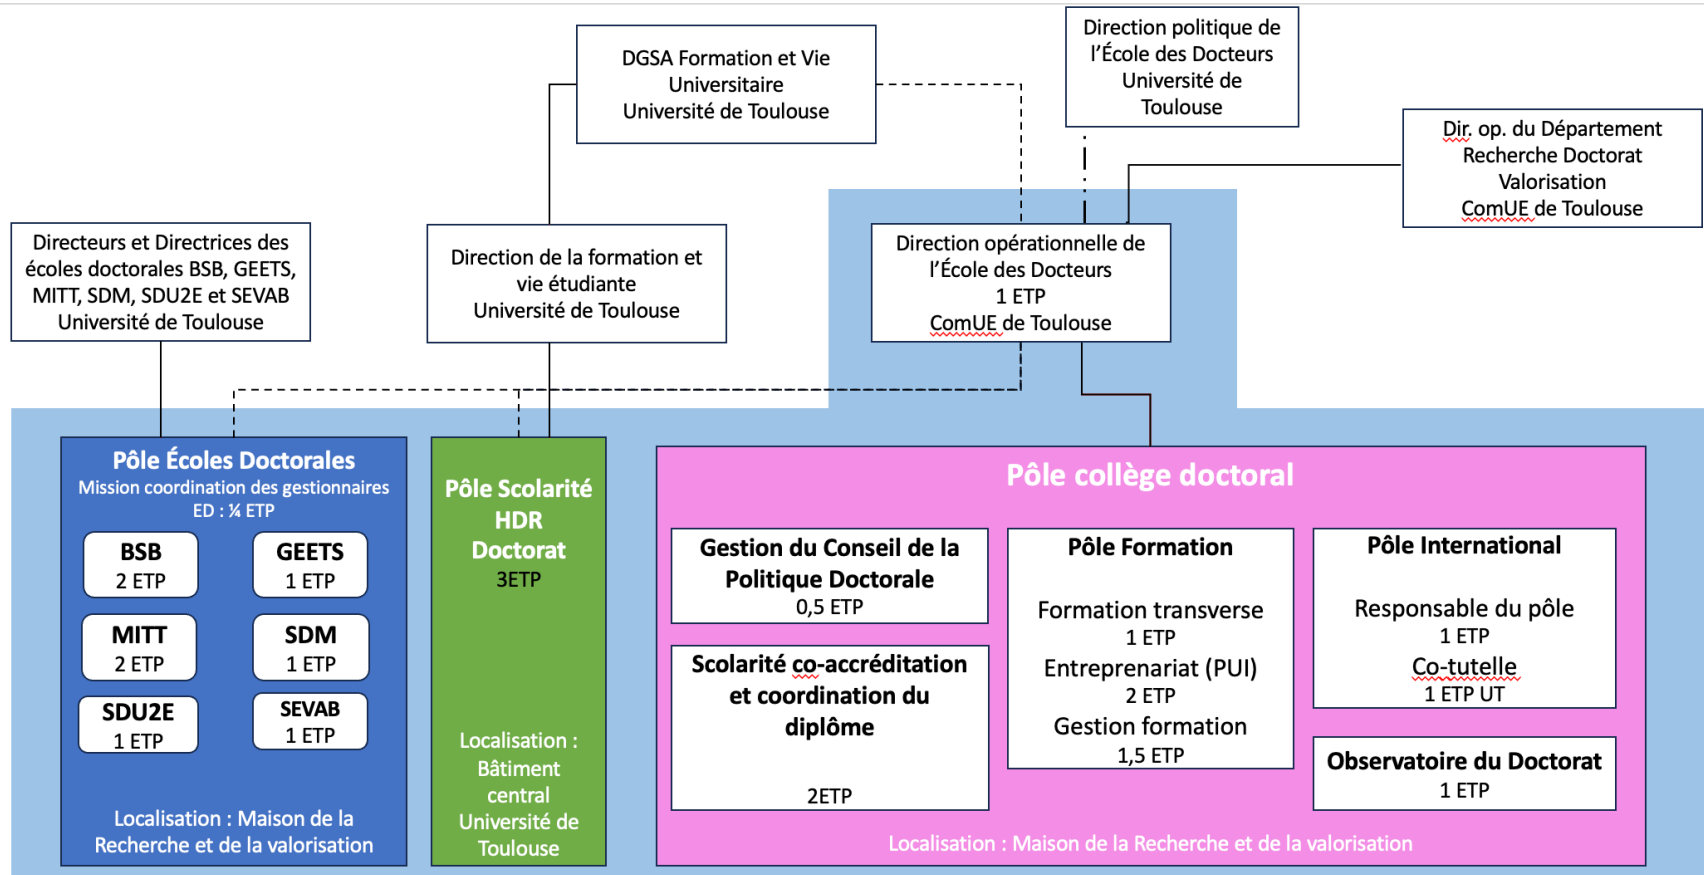 DGSA Formation et Vie
Universitaire
Université de Toulouse
Direction politique de
l’École des Docteurs
Université de
Toulouse
Dir. op. du Département
Recherche Doctorat
Valorisation
ComUE de Toulouse
Directeurs et Directrices des
écoles doctorales BSB, GEETS,
MITT, SDM, SDU2E et SEVAB
Université de Toulouse
Direction de la formation et
vie étudiante
Université de Toulouse
Direction opérationnelle de
l’École des Docteurs
1 ETP
ComUE de Toulouse
Pôle Écoles Doctorales
Mission coordination des gestionnaires
ED : ¼ ETP
BSB
2 ETP
GEETS
1 ETP
MITT
2 ETP
SDM
1 ETP
SDU2E
1 ETP
SEVAB
1 ETP
Localisation : Maison de la
Recherche et de la valorisation
Pôle Scolarité
HDR
Doctorat
3ETP
Localisation :
Bâtiment
central
Université de
Toulouse
Pôle collège doctoral
Gestion du Conseil de la
Politique Doctorale
0,5 ETP
Scolarité co-accréditation
et coordination du
diplôme
2ETP
Pôle Formation
Formation transverse
1 ETP
Entreprenariat (PUI)
2 ETP
Gestion formation
1,5 ETP
Pôle International
Responsable du pôle
1 ETP
Co-tutelle
1 ETP UT
Observatoire du Doctorat
1 ETP
Localisation : Maison de la Recherche et de la valorisation